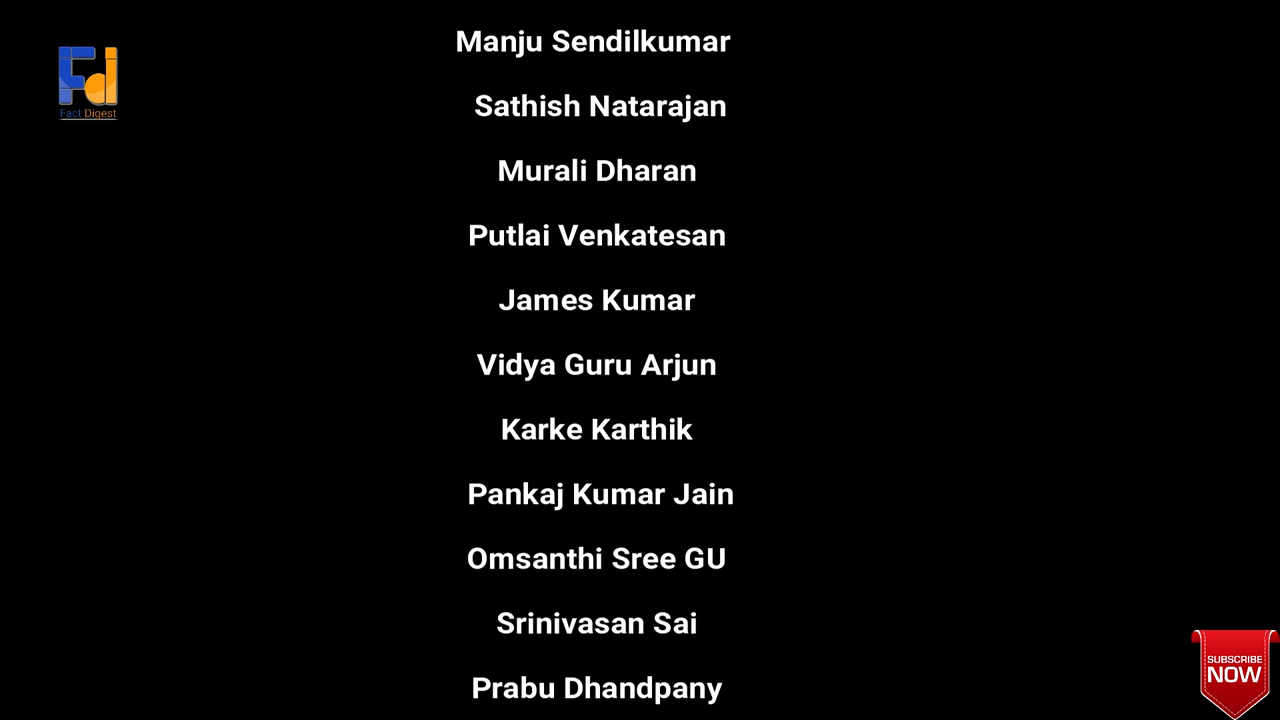 Manju Sendilkumar
Fact Digest
Sathish Natarajan
Murali Dharan
Putlai Venkatesan
James Kumar
Vidya Guru Arjun
Karke Karthik
Pankaj Kumar Jain
Omsanthi Sree GU
Srinivasan Sai
Prabu Dhandpany
SUBSCRIBE
NOW